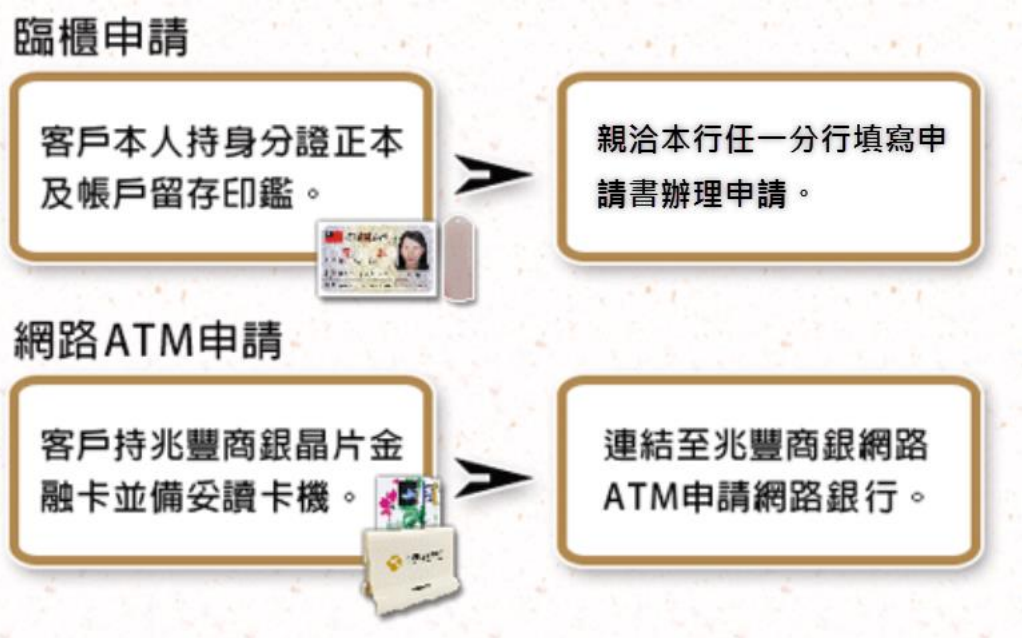 臨櫃申請
客戶本人持身分證正本
及帳戶留存印鑑。
親洽本行任一分行填寫申
請書辦理申請。
網路ATM申請
客戶持兆豐商銀晶片金
融卡並備妥讀卡機。
連結至兆豐商銀網路
ATM申請網路銀行。